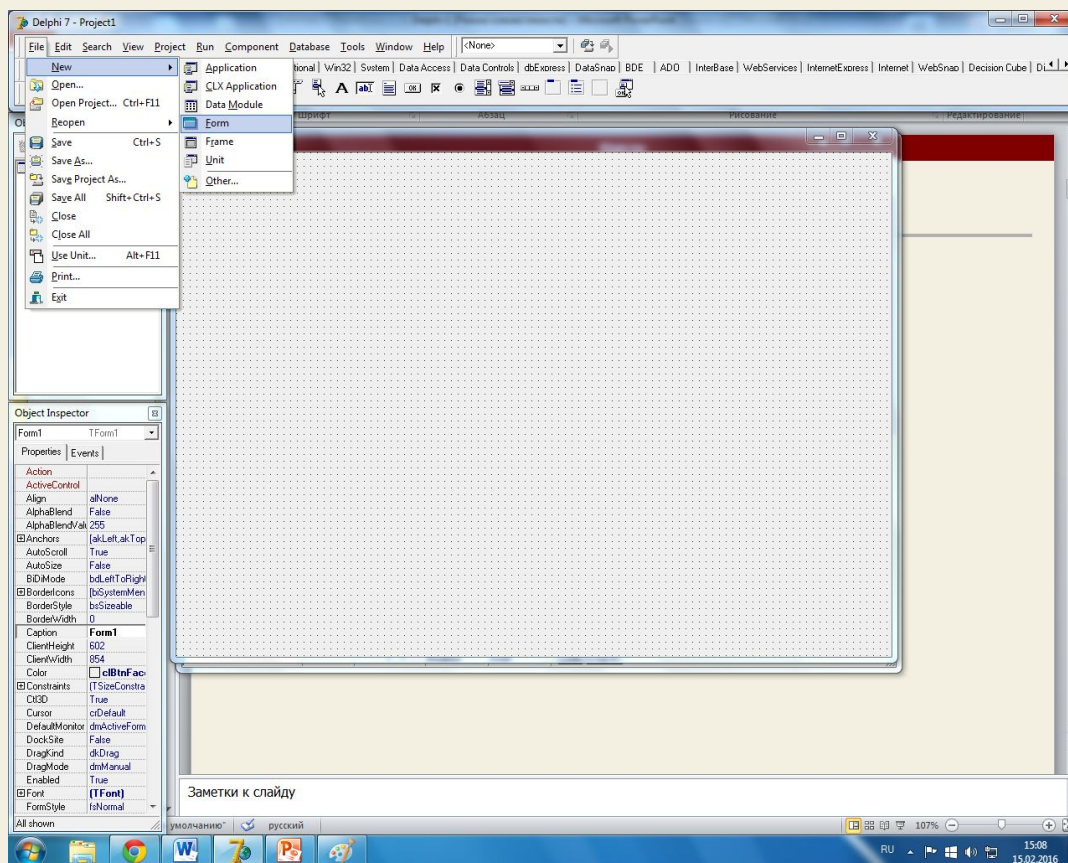 Delphi 7 - Project1
File Edit Search View Project Run Component Database Tools Window Help <None>
Win32 System Data Access Data Controls dbExpress DataSnap BDE ADO InterBase WebServices InternetExpress Internet WebSnap Decision Cube
New
Open...
Open Project... Ctrl+F11
Reopen
Save Ctrl+S
Save As...
Save Project As...
Save All Shift+Ctrl+S
Close
Close All
Use Unit... Alt+F11
Print...
Exit
Application
CLX Application
Data Module
Form
Frame
Unit
Other...
Шрифт Абзац Рисование Редактирование
Object Inspector
Form1 TForm1
Properties Events
Action
ActiveControl
Align alNone
AlphaBlend False
AlphaBlendVal 255
Anchors [akLeft,akTop
AutoScroll True
AutoSize False
BiDiMode bdLeftToRigh
BorderIcons [biSystemMen
BorderStyle bsSizeable
BorderWidth 0
Caption Form1
ClientHeight 602
ClientWidth 854
Color clBtnFac
Constraints (TSizeConstra
Ctl3D True
Cursor crDefault
DefaultMonitor dmActiveForm
DockSite False
DragKind dkDrag
DragMode dmManual
Enabled True
Font (TFont)
FormStyle fsNormal
All shown
Заметки к слайду
умолчанию" русский 107%
RU 15:08
15.02.2016